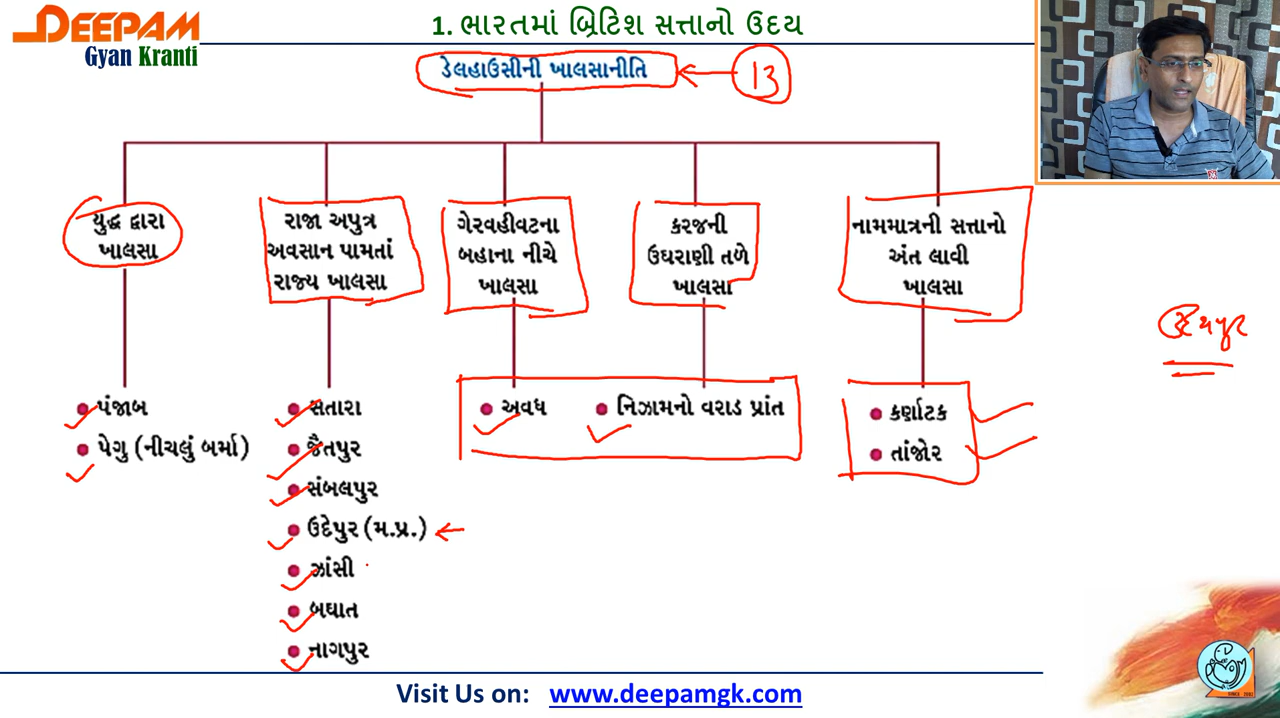 DEEPAM
Gyan Kranti
1. ભારતમાં બ્રિટિશ સત્તાનો ઉદય
ડેલહાઉસીની ખાલસાનીતિ
13
યુદ્ધ દ્વારા
ખાલસા
રાજા અપુત્ર
અવસાન પામતાં
રાજ્ય ખાલસા
ગેરવહીવટના
બહાના નીચે
ખાલસા
કરજની
ઉઘરાણી તળે
ખાલસા
નામમાત્રની સત્તાનો
અંત લાવી
ખાલસા
પંજાબ
પેગુ (નીચલું બર્મા)
સતારા
જૈતપુર
સંબલપુર
ઉદેપુર (મ.પ્ર.)
ઝાંસી
બઘાત
નાગપુર
અવધ
નિઝામનો વરાડ પ્રાંત
કર્ણાટક
તાંજોર
Visit Us on: www.deepamgk.com